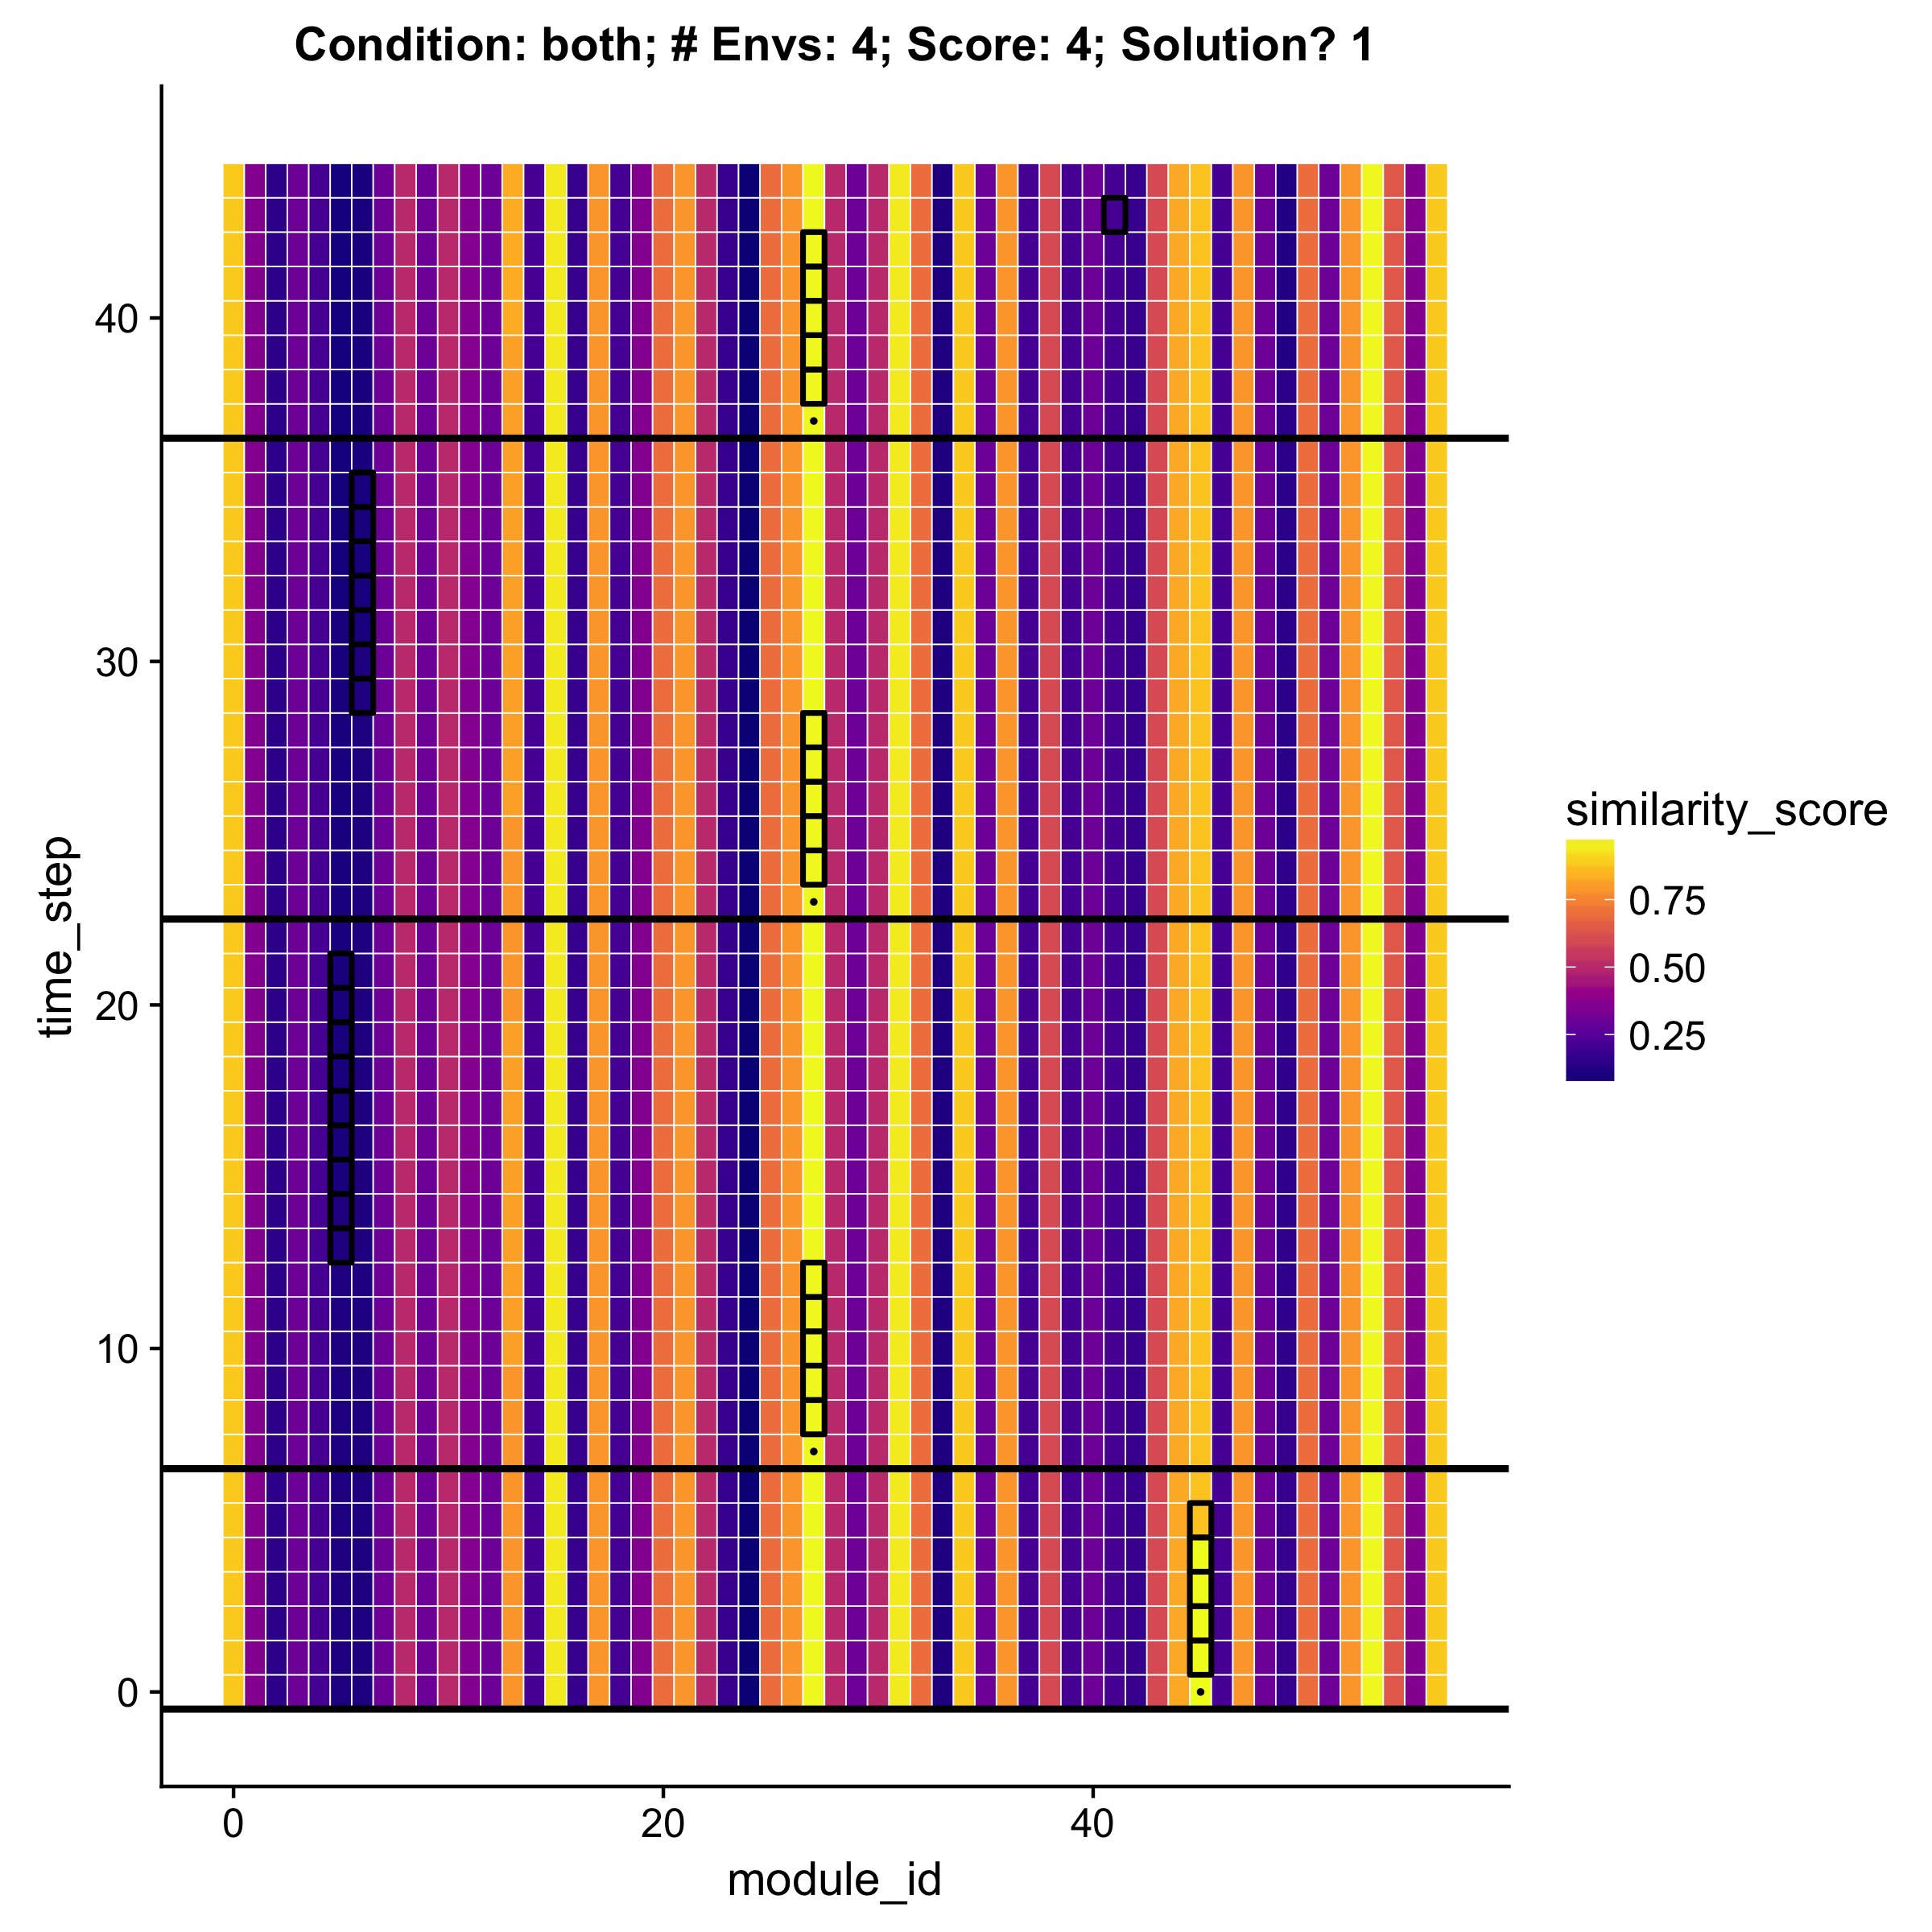 Condition: both; # Envs: 4; Score: 4; Solution? 1
time_step
40
30
20
10
0
0 20 40
module_id
similarity_score
0.75
0.50
0.25